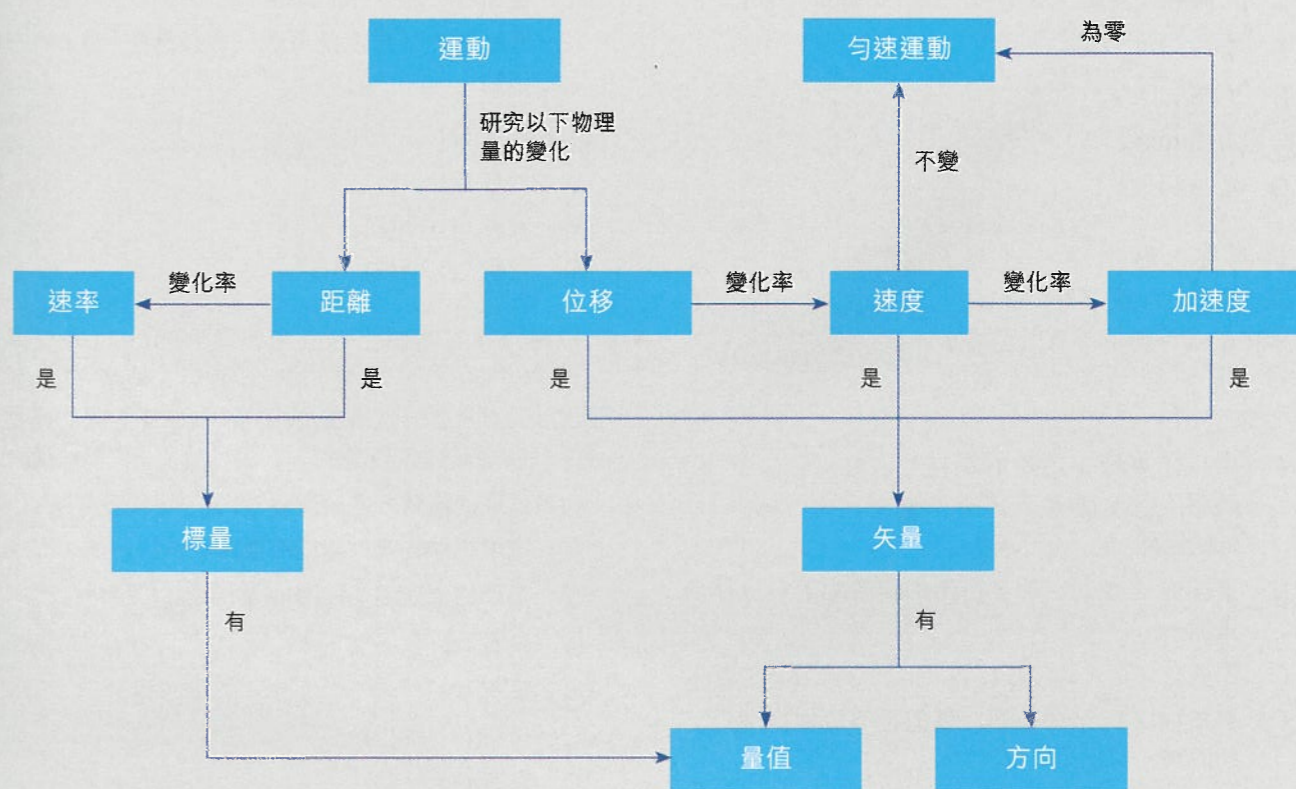 運動
勻速運動
為零
研究以下物理
量的變化
不變
速率
變化率
距離
位移
變化率
速度
變化率
加速度
是
是
是
是
是
標量
矢量
有
有
量值
方向